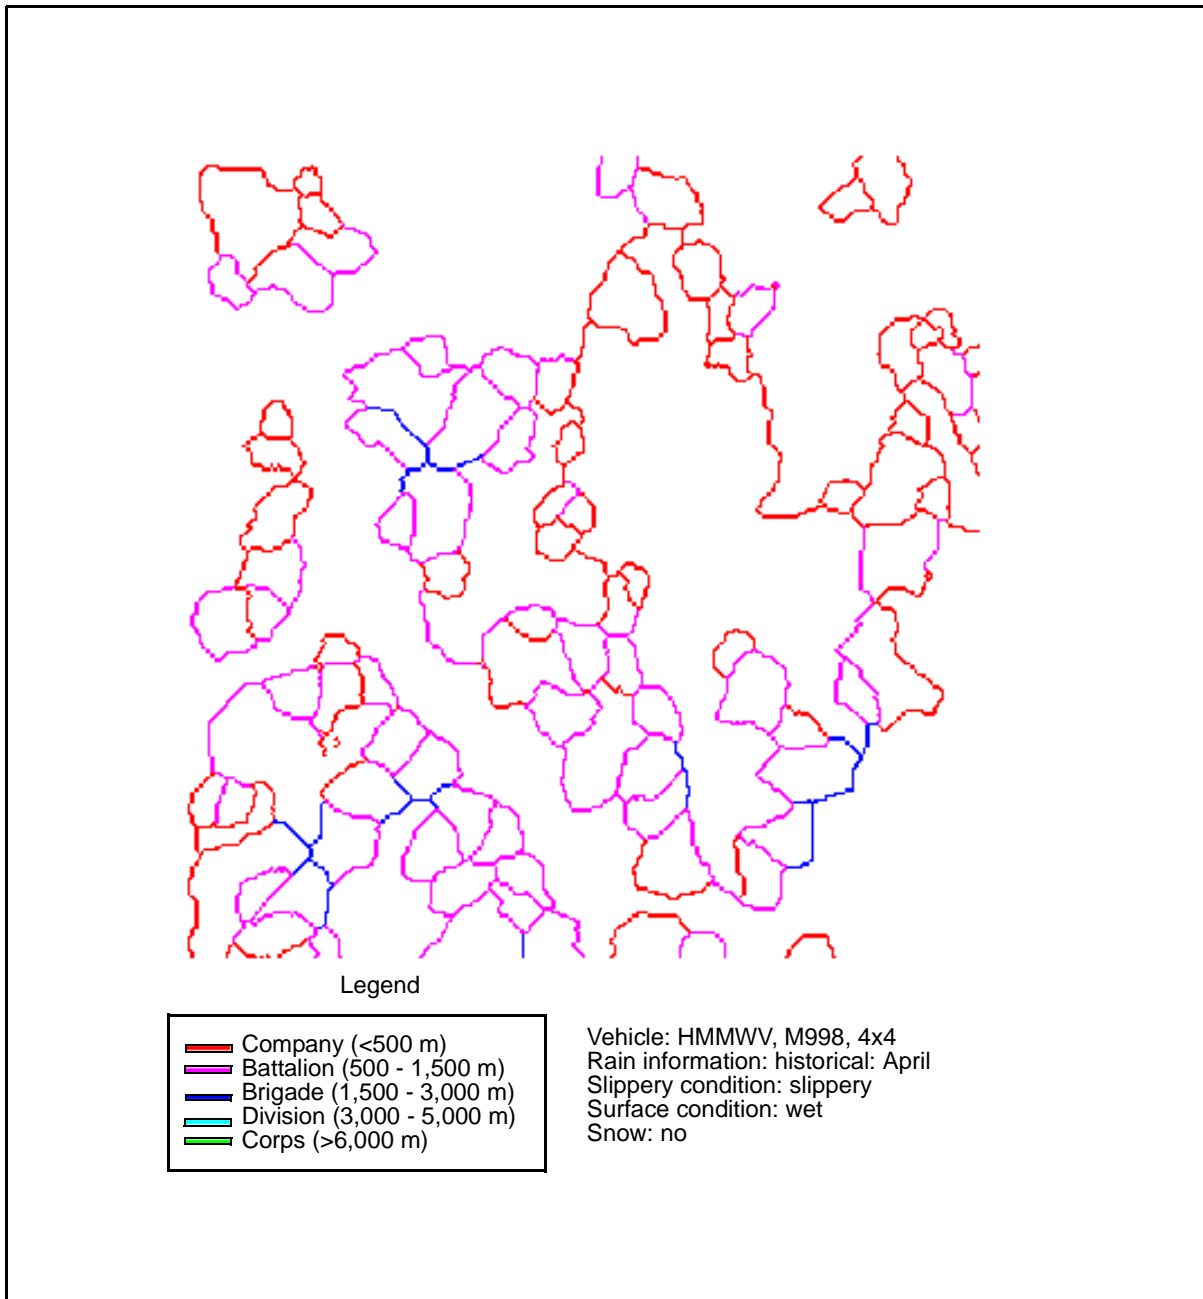 Legend
Company (<500 m)
Battalion (500 - 1,500 m)
Brigade (1,500 - 3,000 m)
Division (3,000 - 5,000 m)
Corps (>6,000 m)
Vehicle: HMMWV, M998, 4x4
Rain information: historical: April
Slippery condition: slippery
Surface condition: wet
Snow: no